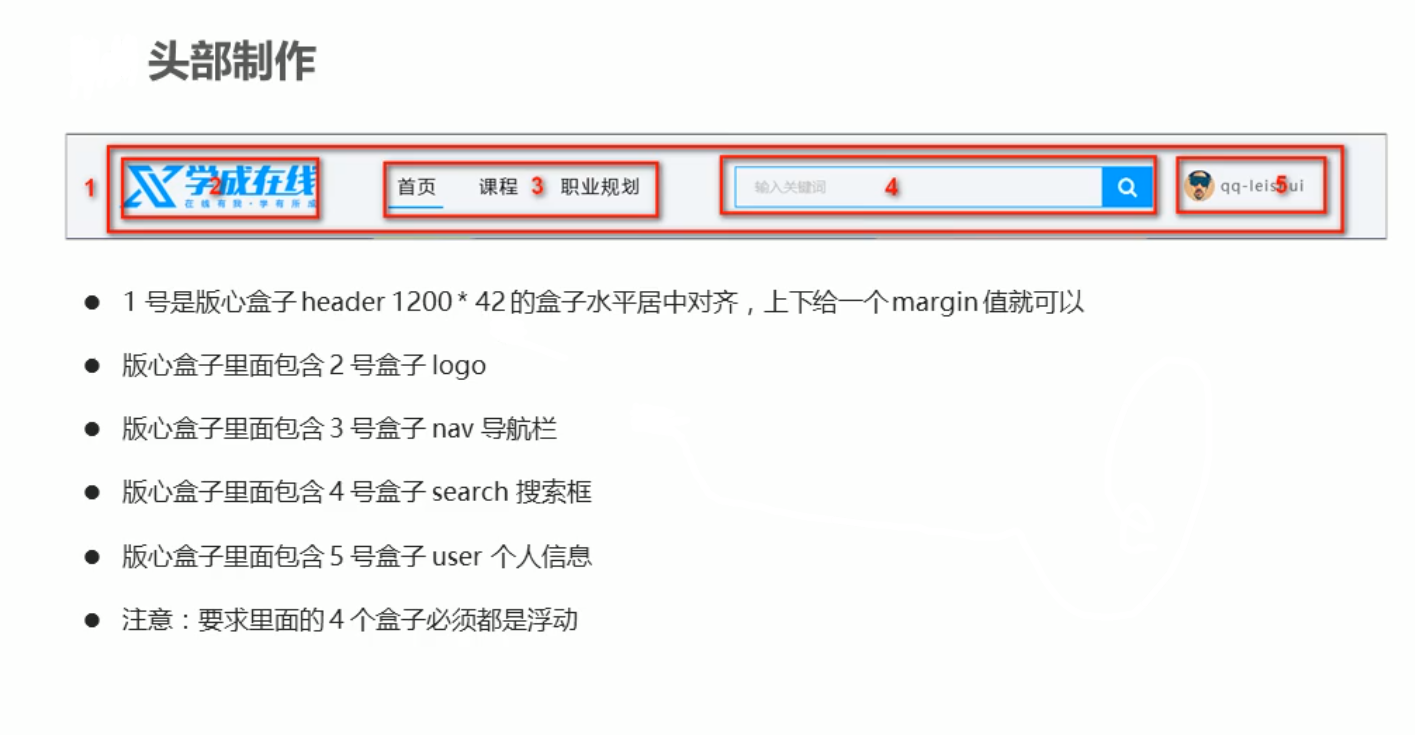 头部制作
1 学成在线 2 在线有我·学有所成 首页 课程 3 职业规划 输入关键词 4 qq-leishui 5
● 1 号是版心盒子 header 1200 * 42 的盒子水平居中对齐，上下给一个 margin 值就可以
● 版心盒子里面包含 2 号盒子 logo
● 版心盒子里面包含 3 号盒子 nav 导航栏
● 版心盒子里面包含 4 号盒子 search 搜索框
● 版心盒子里面包含 5 号盒子 user 个人信息
● 注意：要求里面的 4 个盒子必须都是浮动